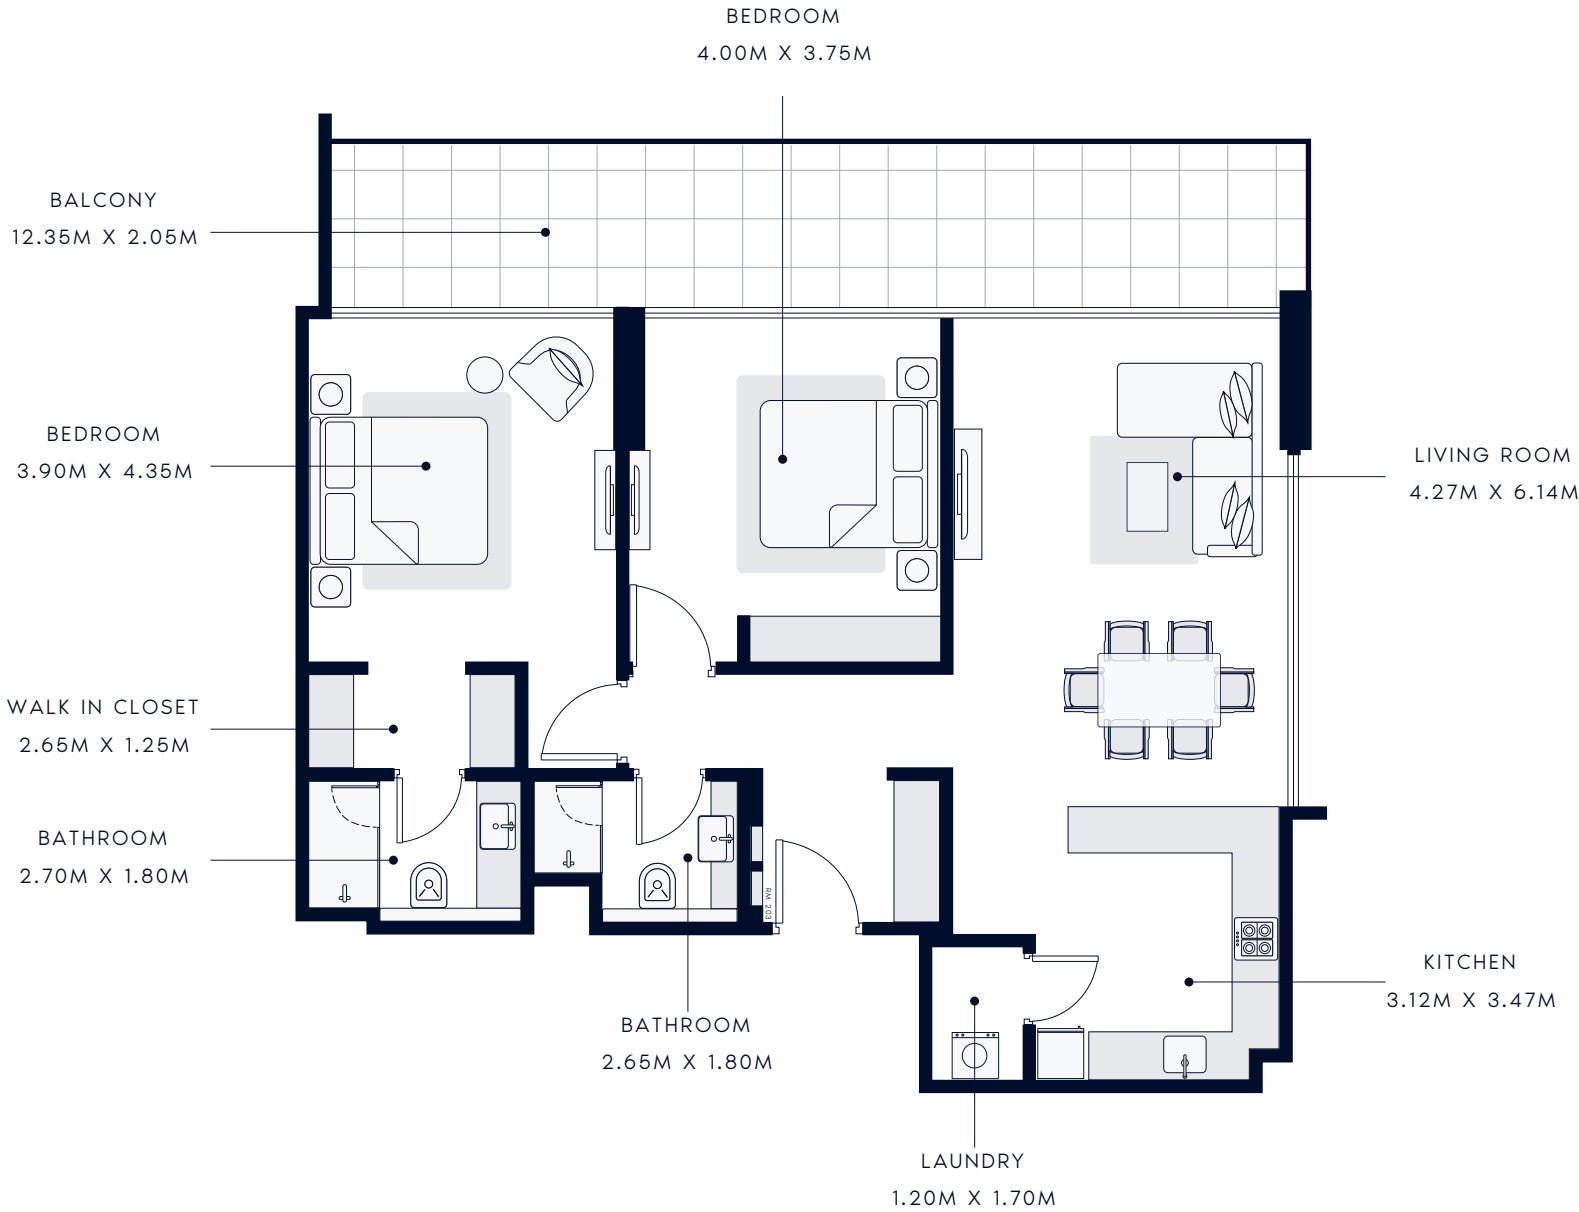 BEDROOM
4.00M X 3.75M
BALCONY
12.35M X 2.05M
BEDROOM
3.90M X 4.35M
LIVING ROOM
4.27M X 6.14M
WALK IN CLOSET
2.65M X 1.25M
BATHROOM
2.70M X 1.80M
RM 203
KITCHEN
3.12M X 3.47M
BATHROOM
2.65M X 1.80M
LAUNDRY
1.20M X 1.70M